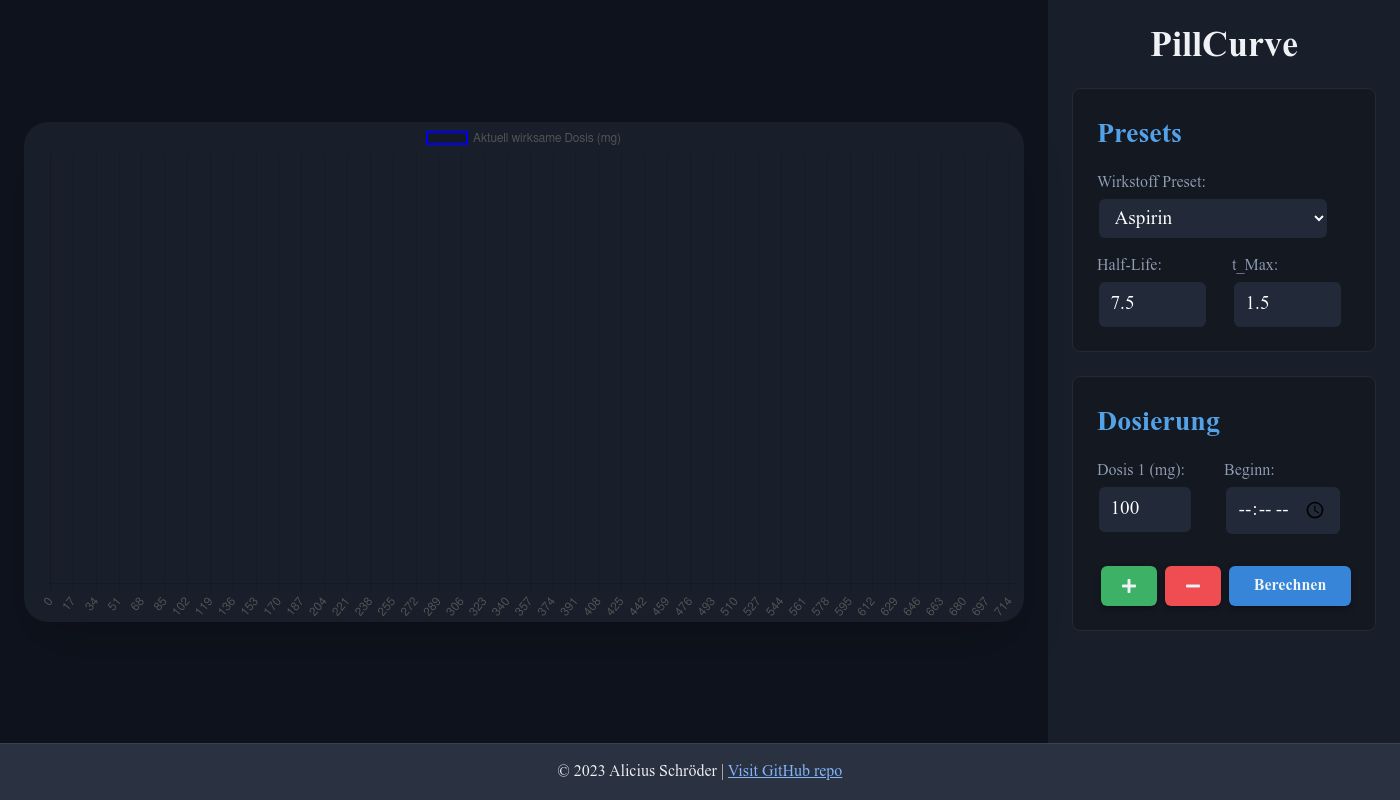 PillCurve
Aktuell wirksame Dosis (mg)
0 17 34 51 68 85 102 119 136 153 170 187 204 221 238 255 272 289 306 323 340 357 374 391 408 425 442 459 476 493 510 527 544 561 578 595 612 629 646 663 680 697 714
Presets
Wirkstoff Preset:
Aspirin
Half-Life: t_Max:
7.5 1.5
Dosierung
Dosis 1 (mg): Beginn:
100 --:-- --
+ − Berechnen
© 2023 Alicius Schröder | Visit GitHub repo